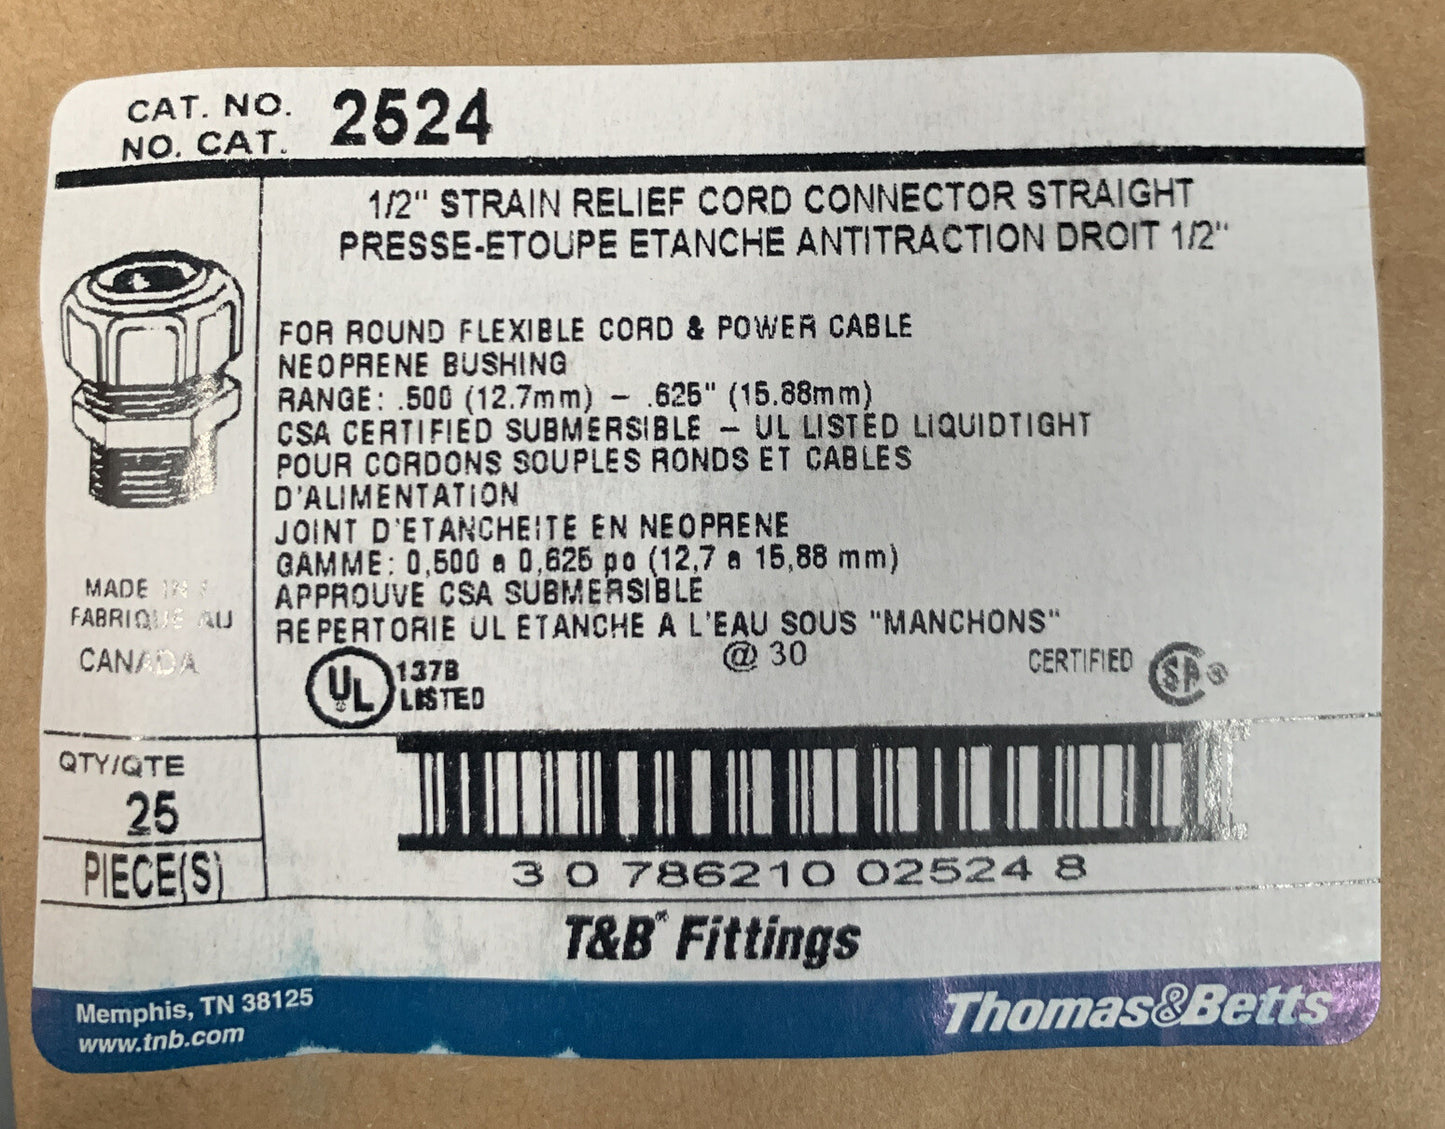 CAT. NO. 2524
NO. CAT.
1/2" STRAIN RELIEF CORD CONNECTOR STRAIGHT
PRESSE-ETOUPE ETANCHE ANTITRACTION DROIT 1/2"
FOR ROUND FLEXIBLE CORD & POWER CABLE
NEOPRENE BUSHING
RANGE: .500 (12.7mm) - .625" (15.88mm)
CSA CERTIFIED SUBMERSIBLE - UL LISTED LIQUIDTIGHT
POUR CORDONS SOUPLES RONDS ET CABLES
D'ALIMENTATION
JOINT D'ETANCHEITE EN NEOPRENE
GAMME: 0,500 a 0,625 po (12,7 a 15,88 mm)
APPROUVE CSA SUBMERSIBLE
REPERTORIE UL ETANCHE A L'EAU SOUS "MANCHONS"
MADE IN
FABRIQUE AU
CANADA
UL 137B
LISTED
@ 30
CERTIFIED SA ®
QTY/QTE
25
PIECE(S)
3 0 786210 02524 8
T&B® Fittings
Memphis, TN 38125
www.tnb.com
Thomas&Betts